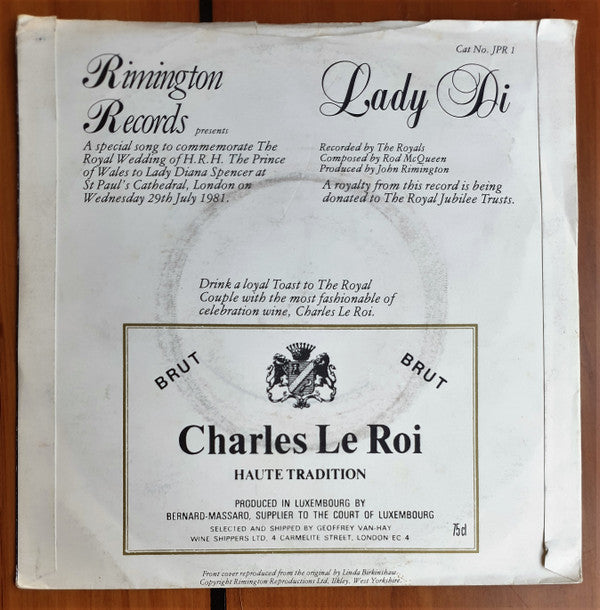 Cat No. JPR 1
Rimington
Records presents
A special song to commemorate The
Royal Wedding of H.R.H. The Prince
of Wales to Lady Diana Spencer at
St Paul's Cathedral, London on
Wednesday 29th July 1981.
Lady Di
Recorded by The Royals
Composed by Rod McQueen
Produced by John Rimington
A royalty from this record is being
donated to The Royal Jubilee Trusts.
Drink a loyal Toast to The Royal
Couple with the most fashionable of
celebration wine, Charles Le Roi.
BRUT
BRUT
Charles Le Roi
HAUTE TRADITION
PRODUCED IN LUXEMBOURG BY
BERNARD-MASSARD, SUPPLIER TO THE COURT OF LUXEMBOURG
SELECTED AND SHIPPED BY GEOFFREY VAN-HAY
WINE SHIPPERS LTD, 4 CARMELITE STREET, LONDON EC 4
75cl
Front cover reproduced from the original by Linda Birkinshaw.
Copyright Rimington Reproductions Ltd, Ilkley, West Yorkshire.